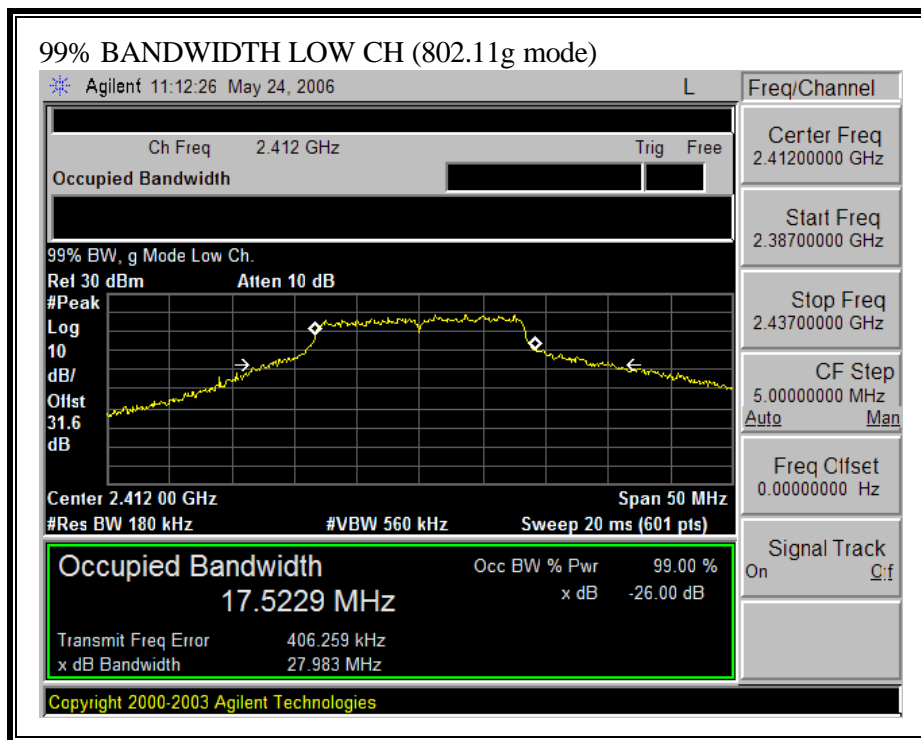 99% BANDWIDTH LOW CH (802.11g mode)
Agilent 11:12:26 May 24, 2006 L
Freq/Channel
Ch Freq 2.412 GHz Trig Free
Occupied Bandwidth
99% BW, g Mode Low Ch.
Ref 30 dBm Atten 10 dB
#Peak
Log
10
dB/
Offst
31.6
dB
Center 2.412 00 GHz Span 50 MHz
#Res BW 180 kHz #VBW 560 kHz Sweep 20 ms (601 pts)
Occupied Bandwidth
17.5229 MHz
Occ BW % Pwr 99.00 %
x dB -26.00 dB
Transmit Freq Error 406.259 kHz
x dB Bandwidth 27.983 MHz
Copyright 2000-2003 Agilent Technologies
Center Freq
2.41200000 GHz
Start Freq
2.38700000 GHz
Stop Freq
2.43700000 GHz
CF Step
5.00000000 MHz
Auto Man
Freq Offset
0.00000000 Hz
Signal Track
On Off